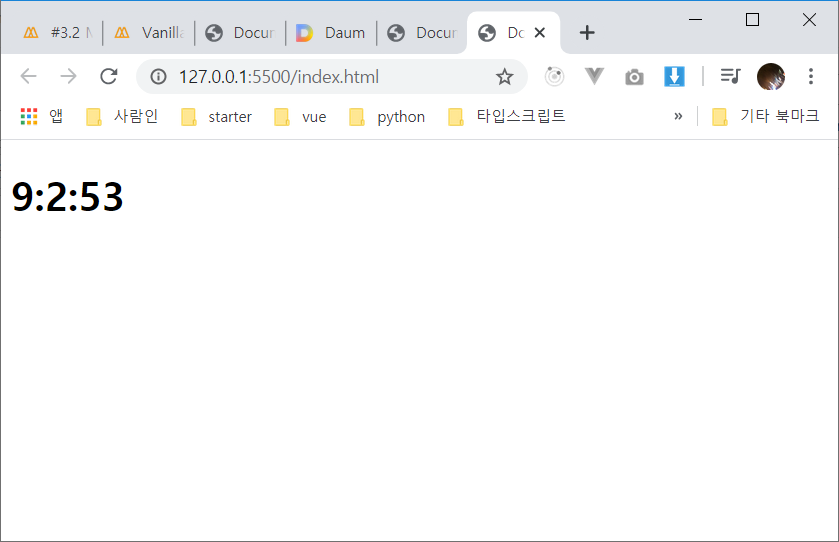 #3.2 Vanilla Docur Daum Docur Do
127.0.0.1:5500/index.html
앱 사람인 starter vue python 타입스크립트 » 기타 북마크
9:2:53